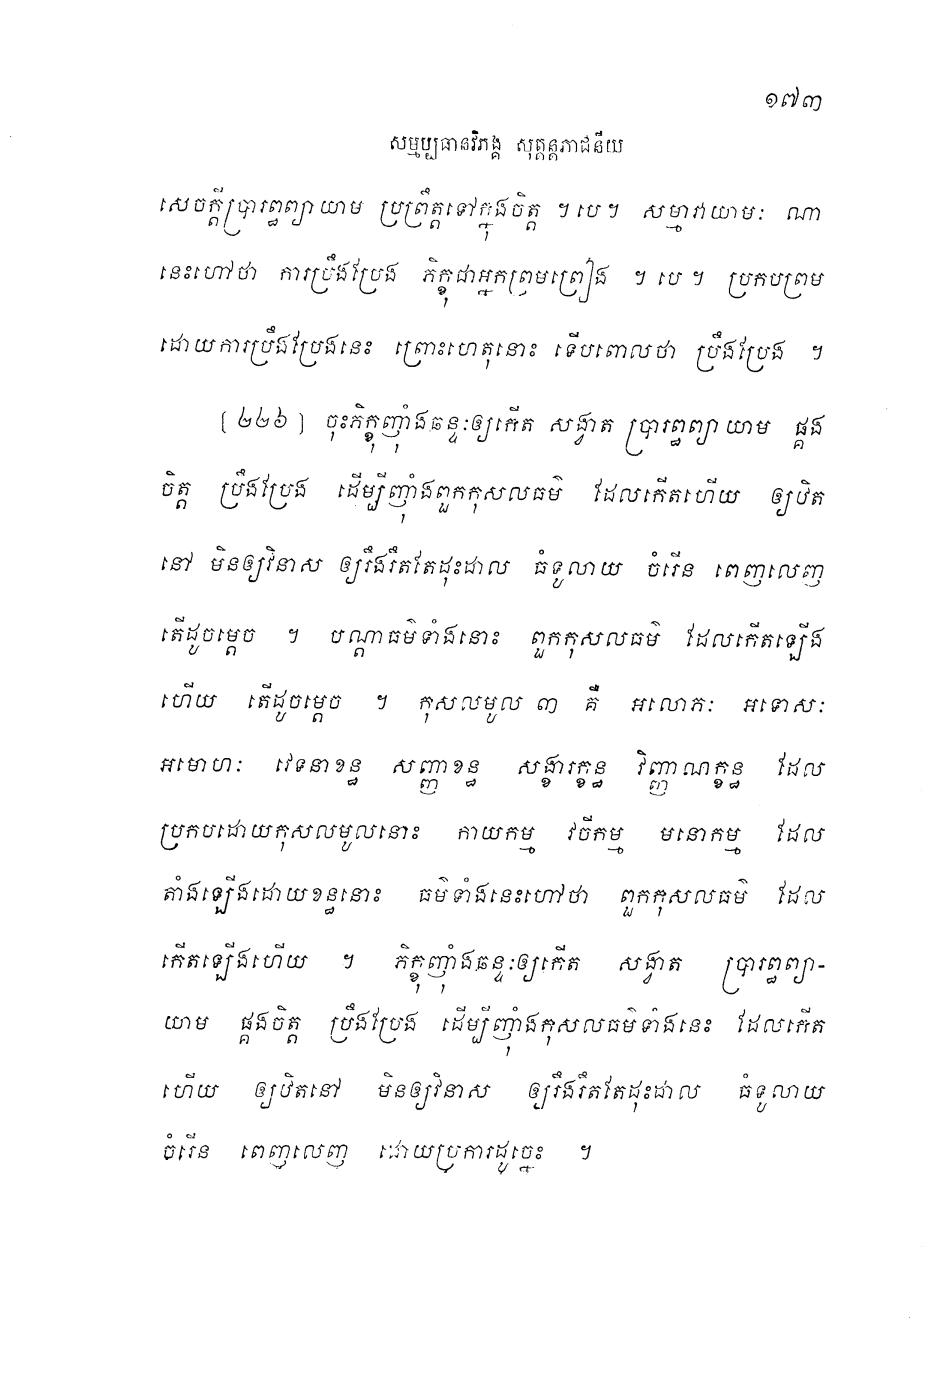 ១៧៣
សម្មប្បធានវិភង្គ សុត្តន្តភាជនីយ
សេចក្តីប្រារព្ធព្យាយាម ប្រព្រឹត្តទៅក្នុងចិត្ត ។ បេ ។ សម្មាវាយាមៈ ណា
នេះហៅថា ការប្រឹងប្រែង ភិក្ខុជាអ្នកព្រមព្រៀង ។ បេ ។ ប្រកបព្រម
ដោយការប្រឹងប្រែងនេះ ព្រោះហេតុនោះ ទើបពោលថា ប្រឹងប្រែង ។
[ ២២៦ ] ចុះភិក្ខុញ៉ាំងឆន្ទៈឲ្យកើត សង្វាត ប្រារព្ធព្យាយាម ផ្គង
ចិត្ត ប្រឹងប្រែង ដើម្បីញ៉ាំងពួកកុសលធម៌ ដែលកើតហើយ ឲ្យឋិត
នៅ មិនឲ្យវិនាស ឲ្យរឹងរឹតតែដុះដាល ធំទូលាយ ចំរើន ពេញលេញ
តើដូចម្តេច ។ បណ្តាធម៌ទាំងនោះ ពួកកុសលធម៌ ដែលកើតឡើង
ហើយ តើដូចម្តេច ។ កុសលមូល ៣ គឺ អលោភៈ អទោសៈ
អមោហៈ វេទនាខន្ធ សញ្ញាខន្ធ សង្ខារក្ខន្ធ វិញ្ញាណក្ខន្ធ ដែល
ប្រកបដោយកុសលមូលនោះ កាយកម្ម វចីកម្ម មនោកម្ម ដែល
តាំងឡើងដោយខន្ធនោះ ធម៌ទាំងនេះហៅថា ពួកកុសលធម៌ ដែល
កើតឡើងហើយ ។ ភិក្ខុញ៉ាំងឆន្ទៈឲ្យកើត សង្វាត ប្រារព្ធព្យា-
យាម ផ្គងចិត្ត ប្រឹងប្រែង ដើម្បីញ៉ាំងកុសលធម៌ទាំងនេះ ដែលកើត
ហើយ ឲ្យឋិតនៅ មិនឲ្យវិនាស ឲ្យរឹងរឹតតែដុះដាល ធំទូលាយ
ចំរើន ពេញលេញ ដោយប្រការដូច្នេះ ។